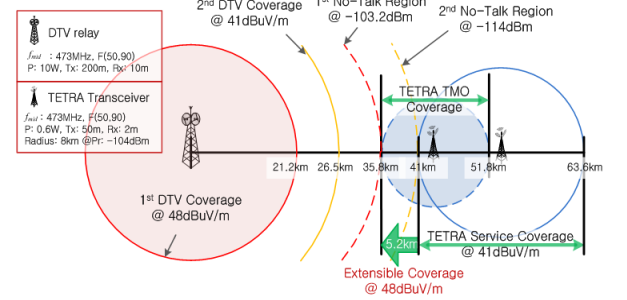 2nd DTV Coverage
@ 41dBuV/m
1st No-Talk Region
@ -103.2dBm
2nd No-Talk Region
@ -114dBm
DTV relay
: 473MHz, F(50,90)
P: 10W, Tx: 200m, Rx: 10m
TETRA Transceiver
: 473MHz, F(50,90)
P: 0.6W, Tx: 50m, Rx: 2m
Radius: 8km @Pr: -104dBm
TETRA TMO
Coverage
21.2km 26.5km 35.8km 41km 51.8km 63.6km
1st DTV Coverage
@ 48dBuV/m
5.2km
TETRA Service Coverage
@ 41dBuV/m
Extensible Coverage
@ 48dBuV/m